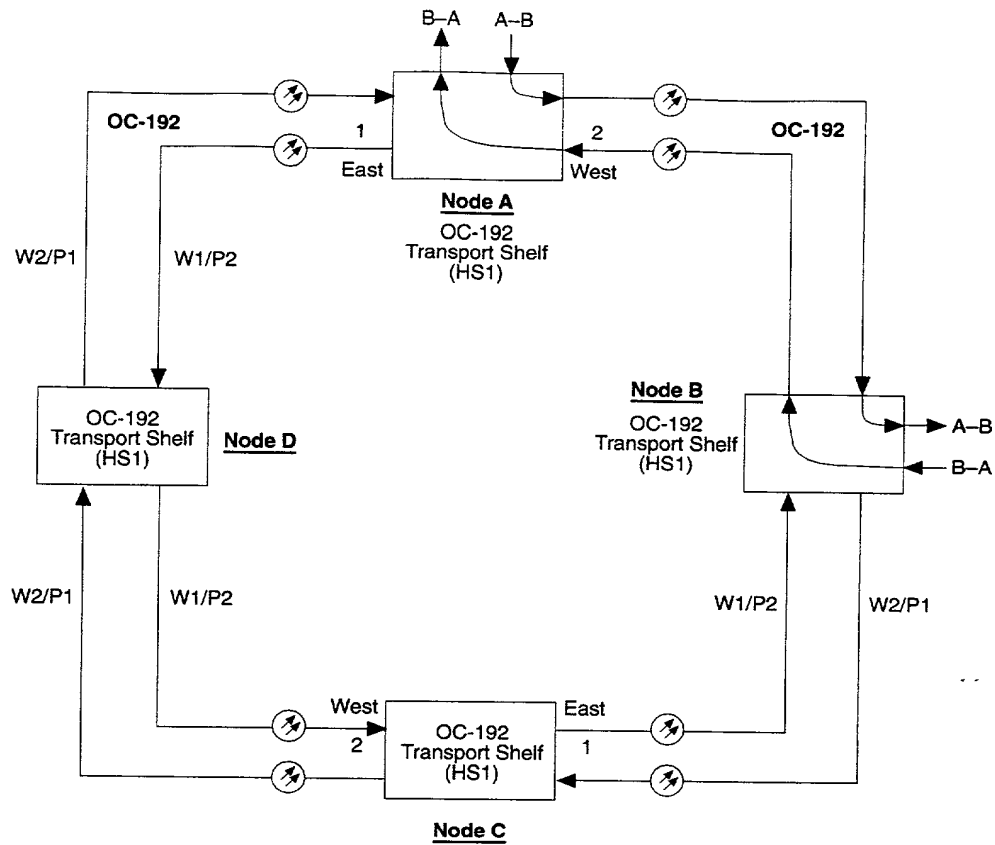 B–A
A–B
OC-192
1
East
2
West
OC-192
Node A
OC-192
Transport Shelf
(HS1)
W2/P1
W1/P2
OC-192
Transport Shelf
(HS1)
Node D
Node B
OC-192
Transport Shelf
(HS1)
A–B
B–A
W2/P1
W1/P2
W1/P2
W2/P1
West
2
OC-192
Transport Shelf
(HS1)
East
1
Node C